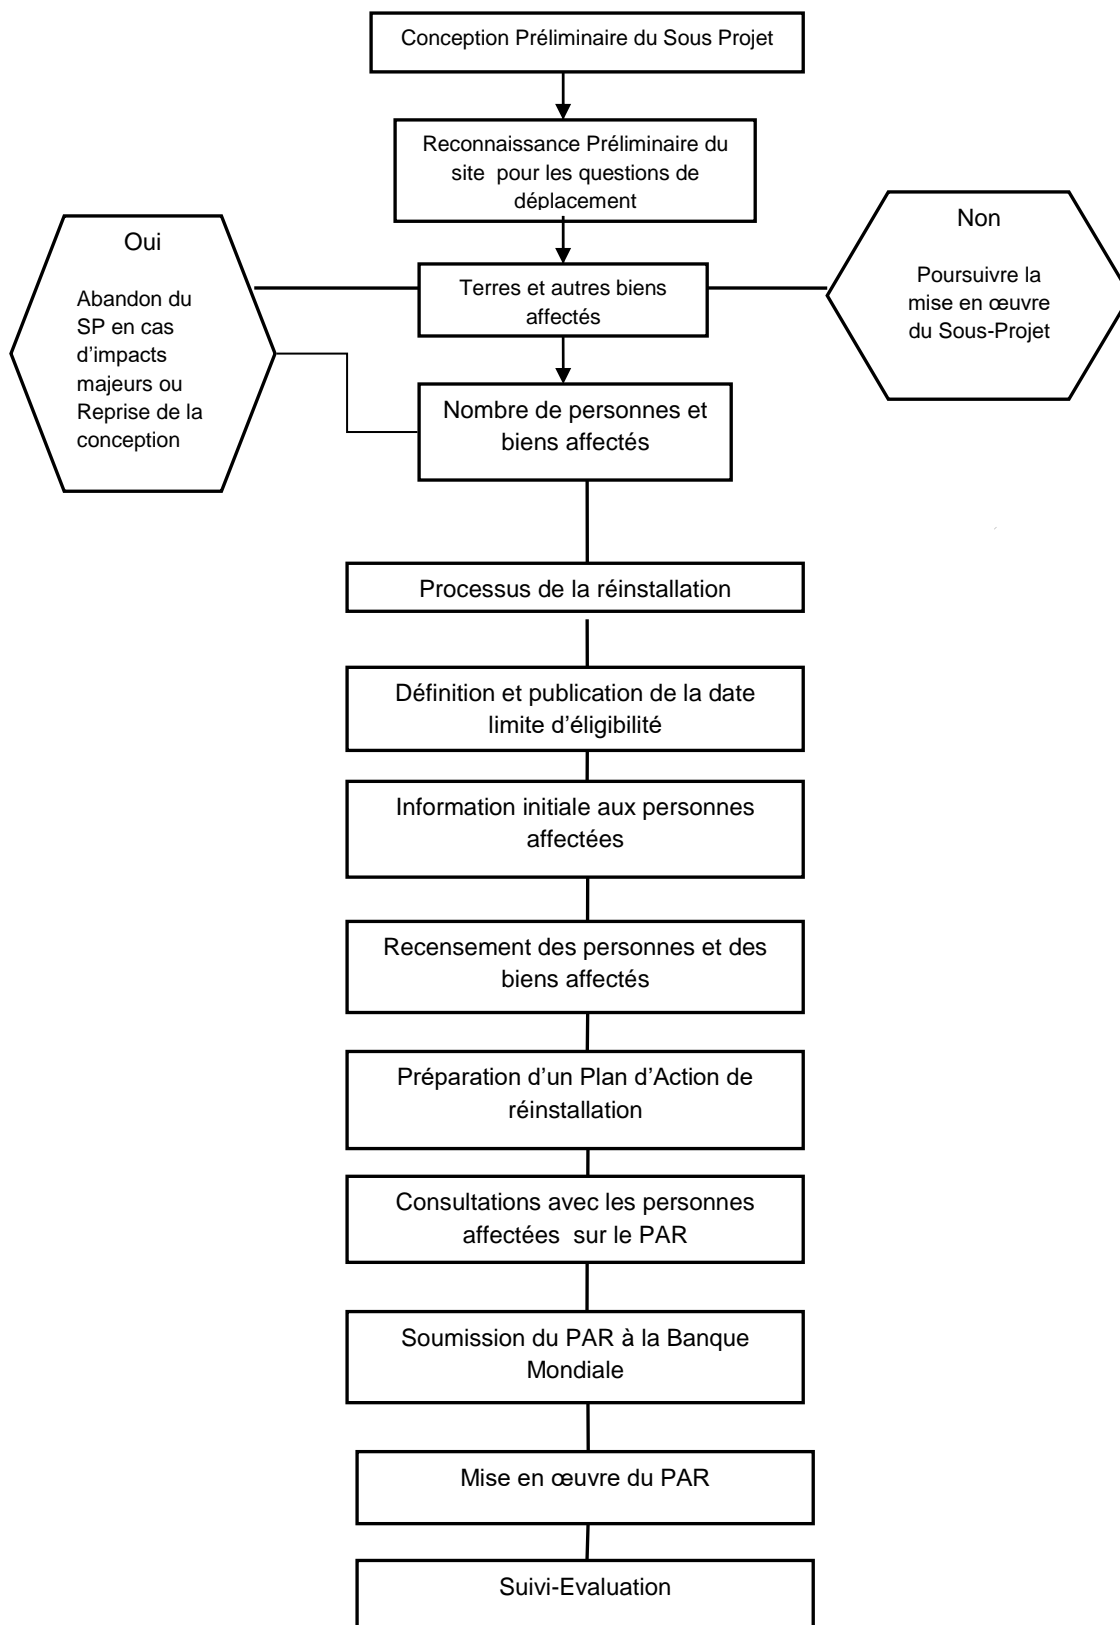 Conception Préliminaire du Sous Projet
Reconnaissance Préliminaire du
site pour les questions de
déplacement
Oui
Abandon du
SP en cas
d'impacts
majeurs ou
Reprise de la
conception
Terres et autres biens
affectés
Non
Poursuivre la
mise en œuvre
du Sous-Projet
Nombre de personnes et
biens affectés
Processus de la réinstallation
Définition et publication de la date
limite d'éligibilité
Information initiale aux personnes
affectées
Recensement des personnes et des
biens affectés
Préparation d'un Plan d'Action de
réinstallation
Consultations avec les personnes
affectées sur le PAR
Soumission du PAR à la Banque
Mondiale
Mise en œuvre du PAR
Suivi-Evaluation